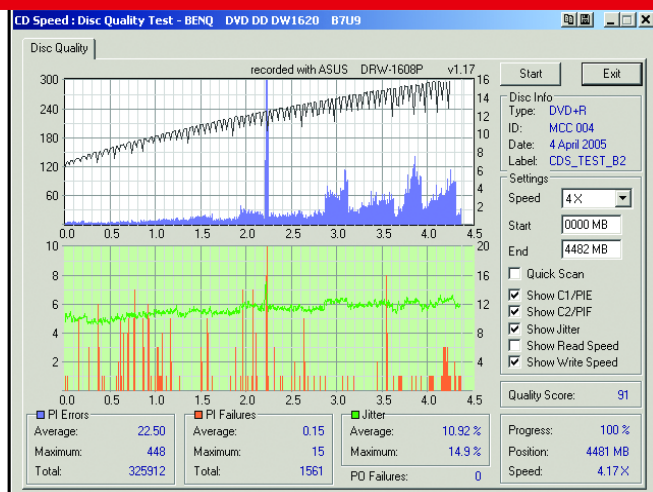 CD Speed : Disc Quality Test - BENQ DVD DD DW1620 B7U9
Disc Quality
recorded with ASUS DRW-1608P v1.17
300
240
180
120
60
16
14
12
10
8
6
4
2
0.0 0.5 1.0 1.5 2.0 2.5 3.0 3.5 4.0 4.5
10
8
6
4
2
20
16
12
8
4
0.0 0.5 1.0 1.5 2.0 2.5 3.0 3.5 4.0 4.5
PI Errors
Average: 22.50
Maximum: 448
Total: 325912
PI Failures
Average: 0.15
Maximum: 15
Total: 1561
Jitter
Average: 10.92 %
Maximum: 14.9 %
PO Failures: 0
Start Exit
Disc Info
Type: DVD+R
ID: MCC 004
Date: 4 April 2005
Label: CDS_TEST_B2
Settings
Speed 4 X
Start 0000 MB
End 4482 MB
Quick Scan
Show C1/PIE
Show C2/PIF
Show Jitter
Show Read Speed
Show Write Speed
Quality Score: 91
Progress: 100 %
Position: 4481 MB
Speed: 4.17 X